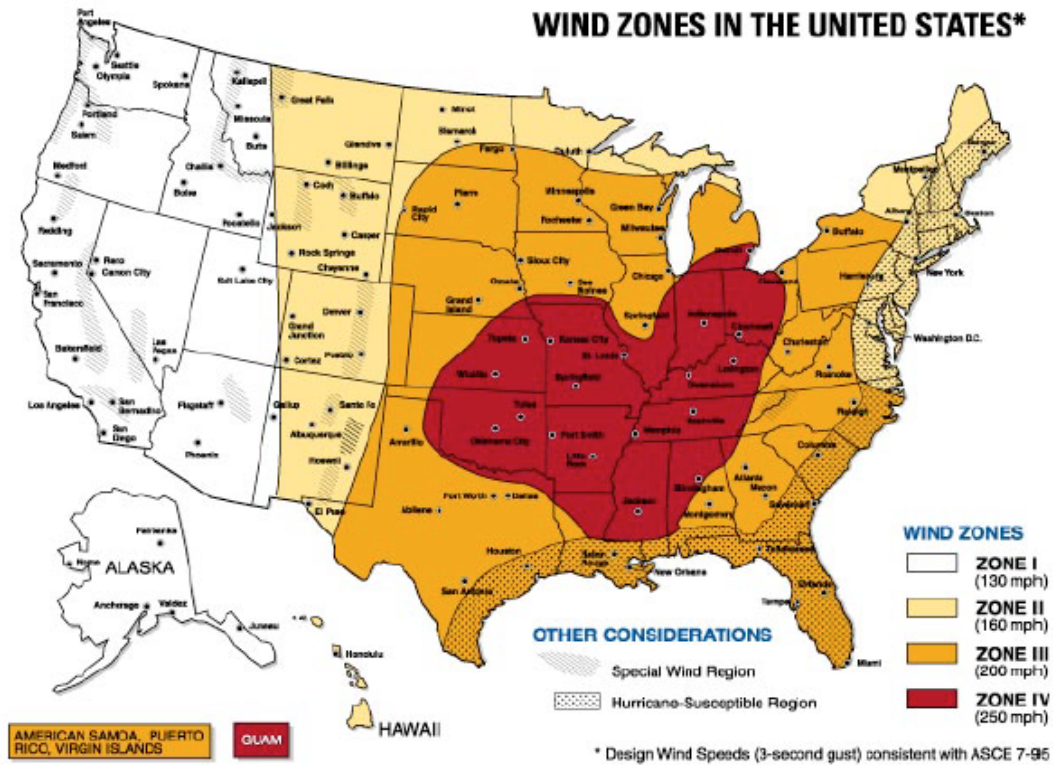 WIND ZONES IN THE UNITED STATES*
Port
Angeles
Seattle
Olympia
Spokane
Portland
Salem
Medford
Kalispell
Missoula
Butte
Challis
Boise
Pocatello
Great Falls
Glendive
Billings
Cody
Buffalo
Jackson
Casper
Rock Springs
Cheyenne
Minot
Bismarck
Fargo
Duluth
Pierre
Rapid
City
Minneapolis
Rochester
Green Bay
Milwaukee
Sioux City
Omaha
Des
Moines
Chicago
Grand
Island
Springfield
Redding
Sacramento
San
Francisco
Reno
Carson City
Salt Lake City
Bakersfield
Las
Vegas
Los Angeles
San
Bernadino
San
Diego
Flagstaff
Phoenix
Denver
Grand
Junction
Cortez
Pueblo
Gallup
Santa Fe
Albuquerque
Roswell
El Paso
Topeka
Kansas City
St. Louis
Wichita
Springfield
Tulsa
Oklahoma City
Fort Smith
Little
Rock
Memphis
Nashville
Owensboro
Lexington
Cincinnati
Indianapolis
Detroit
Cleveland
Jackson
Birmingham
Montgomery
Amarillo
Fort Worth
Dallas
Abilene
Houston
San Antonio
Baton
Rouge
New Orleans
Atlanta
Macon
Savannah
Columbia
Raleigh
Roanoke
Charleston
Tallahassee
Orlando
Tampa
Miami
Montpelier
Albany
Boston
Buffalo
Harrisburg
New York
Washington D.C.
Fairbanks
Nome
ALASKA
Anchorage
Valdez
Juneau
Honolulu
HAWAII
AMERICAN SAMOA, PUERTO
RICO, VIRGIN ISLANDS
GUAM
OTHER CONSIDERATIONS
Special Wind Region
Hurricane-Susceptible Region
WIND ZONES
ZONE I
(130 mph)
ZONE II
(160 mph)
ZONE III
(200 mph)
ZONE IV
(250 mph)
* Design Wind Speeds (3-second gust) consistent with ASCE 7-95